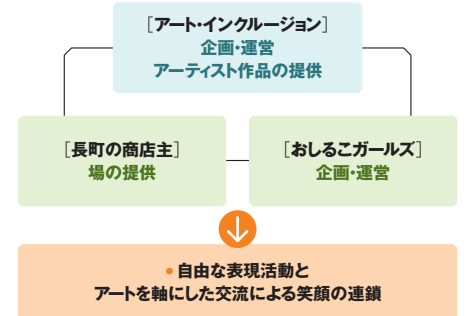 ［アート・インクルージョン］
企画・運営
アーティスト作品の提供
［長町の商店主］
場の提供
［おしるこガールズ］
企画・運営
●自由な表現活動と
アートを軸にした交流による笑顔の連鎖